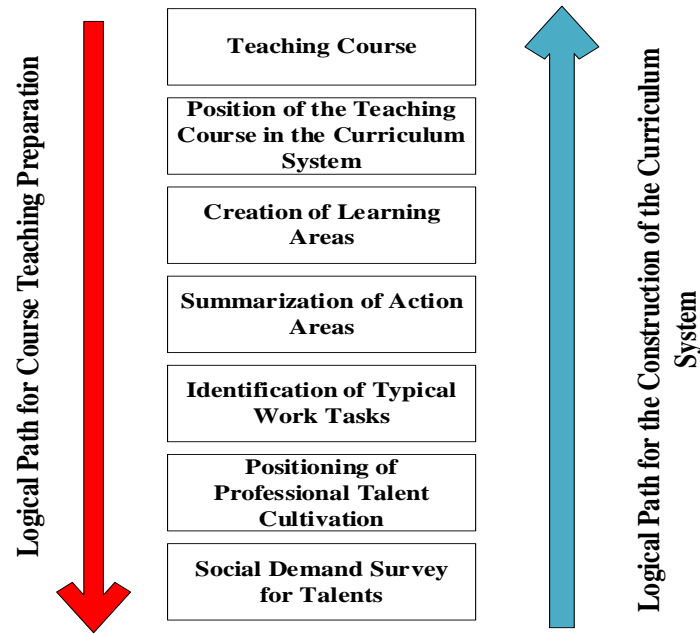 Logical Path for Course Teaching Preparation
Teaching Course
Position of the Teaching
Course in the Curriculum
System
Creation of Learning
Areas
Summarization of Action
Areas
Identification of Typical
Work Tasks
Positioning of
Professional Talent
Cultivation
Social Demand Survey
for Talents
Logical Path for the Construction of the Curriculum
System